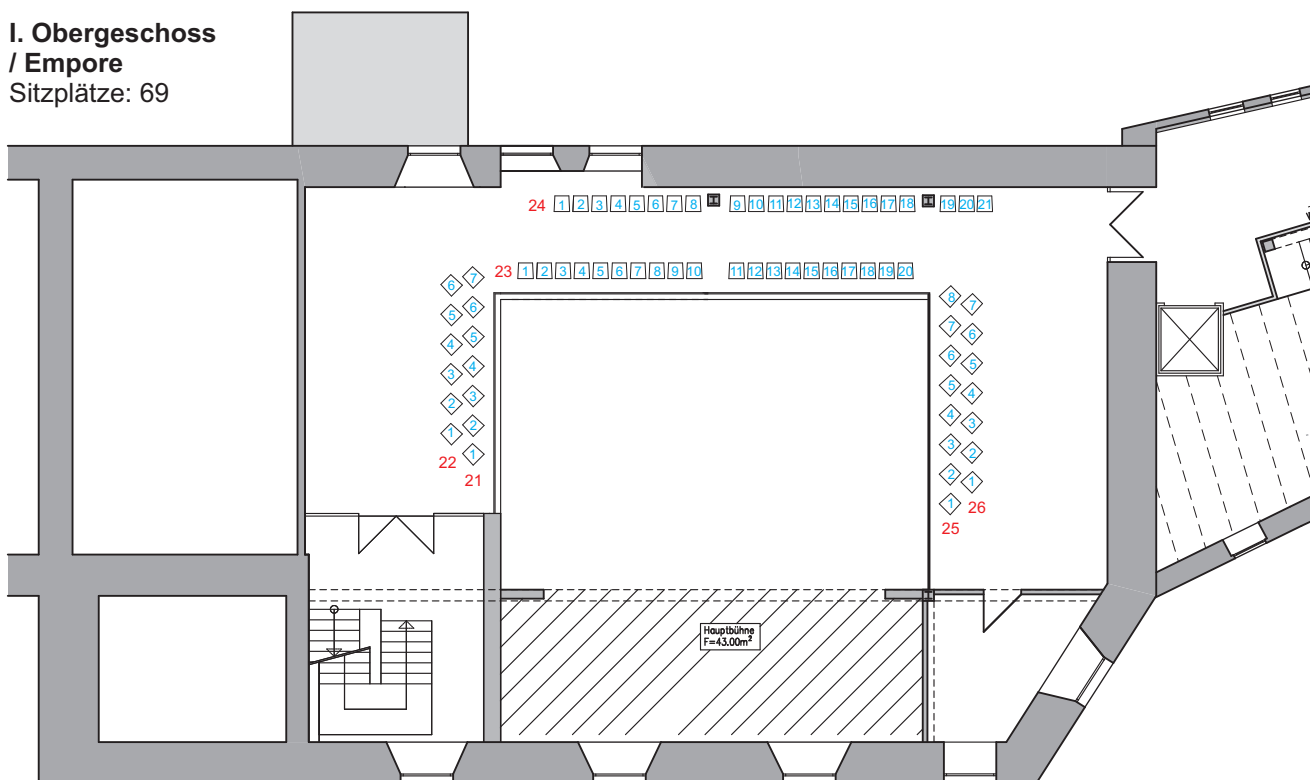 I. Obergeschoss
/ Empore
Sitzplätze: 69
24 1 2 3 4 5 6 7 8 9 10 11 12 13 14 15 16 17 18 19 20 21
23 1 2 3 4 5 6 7 8 9 10 11 12 13 14 15 16 17 18 19 20
6 7
5 6
4 5
3 4
2 3
1 2
22 1
21
8 7
7 6
6 5
5 4
4 3
3 2
2 1
1 26
25
Hauptbühne
F=43.00m²